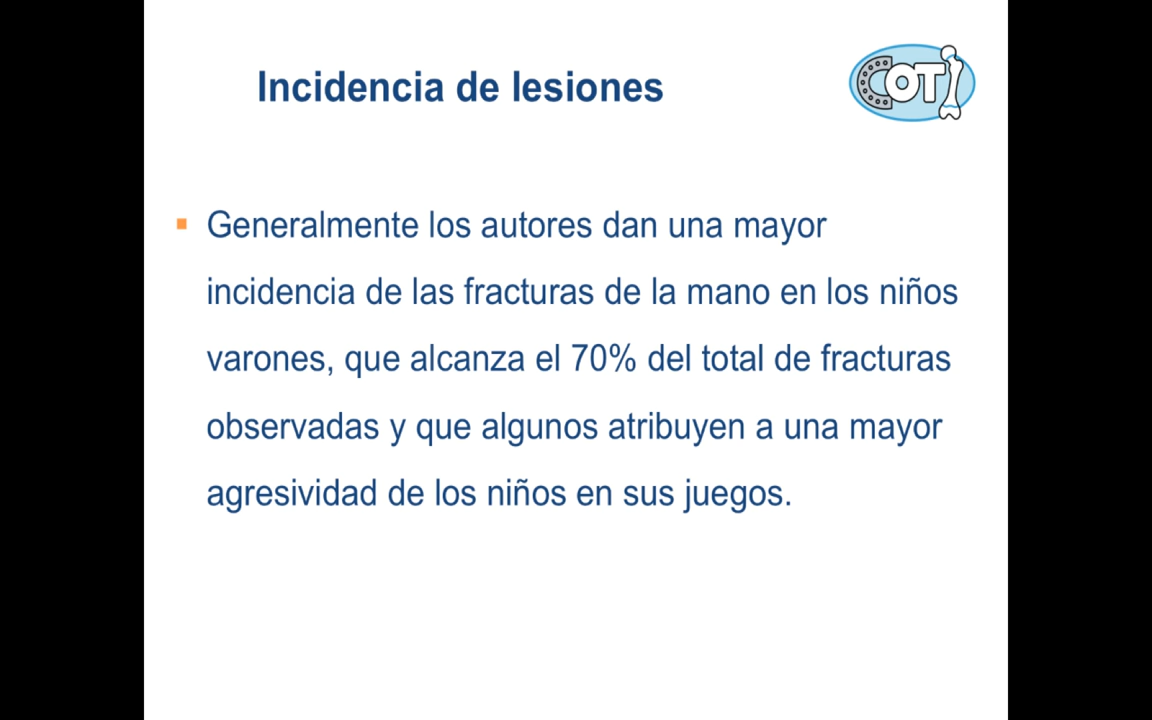 Incidencia de lesiones
COTI
Generalmente los autores dan una mayor
incidencia de las fracturas de la mano en los niños
varones, que alcanza el 70% del total de fracturas
observadas y que algunos atribuyen a una mayor
agresividad de los niños en sus juegos.